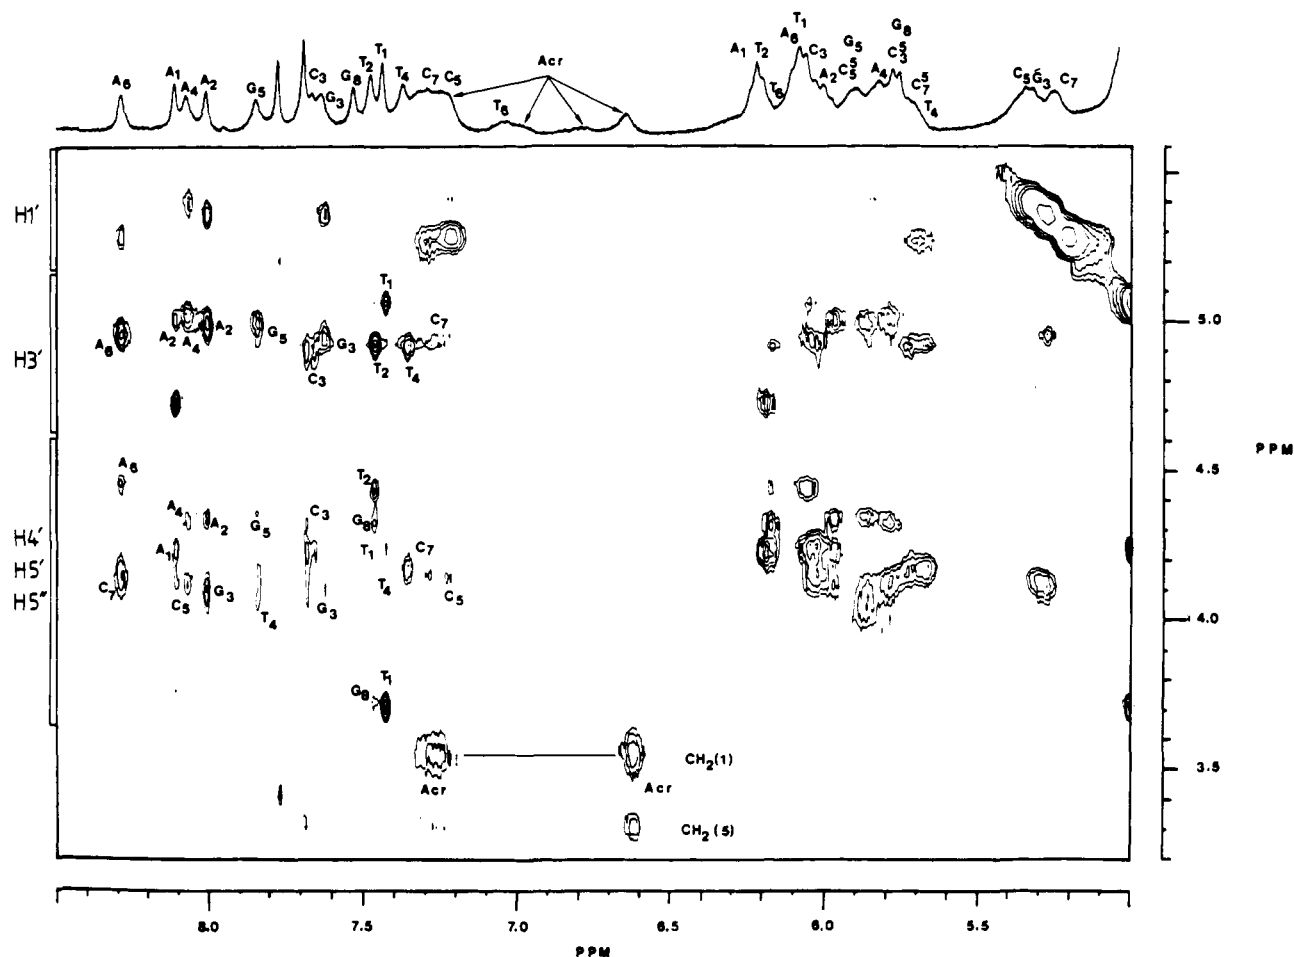 G8
T1
G5
C3
A6
C3
C5
A1
T2
A4
C7
A2
T6
T4
Acr
T1
A1
A6
A4
A2
G5
C3
G3
G8
T2
T4
C7
C5
T6
C5
G3
C7
H1'
T1
C7
A6
A2
A4
A2
G5
G3
C3
T2
T4
H3'
5.0
PPM
A6
T2
4.5
A4
A2
G5
C3
G8
H4'
A1
T1
C7
H5'
C7
C5
G3
T4
G3
T4
C5
H5"
4.0
G8
T1
CH2(1)
3.5
Acr
Acr
CH2(5)
8.0
7.5
7.0
6.5
6.0
5.5
PPM